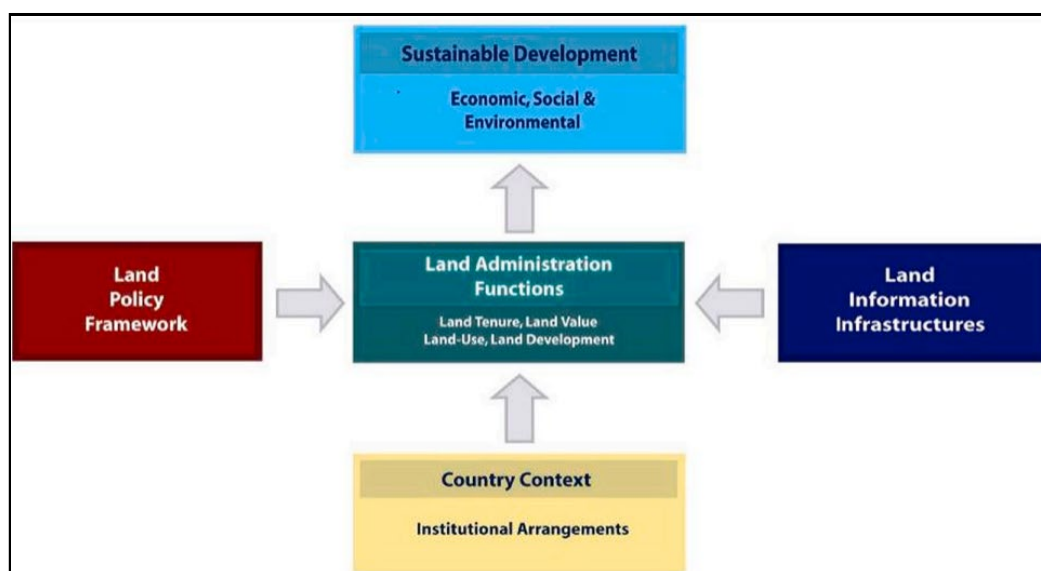 Sustainable Development
Economic, Social &
Environmental
Land
Policy
Framework
Land Administration
Functions
Land Tenure, Land Value
Land-Use, Land Development
Land
Information
Infrastructures
Country Context
Institutional Arrangements